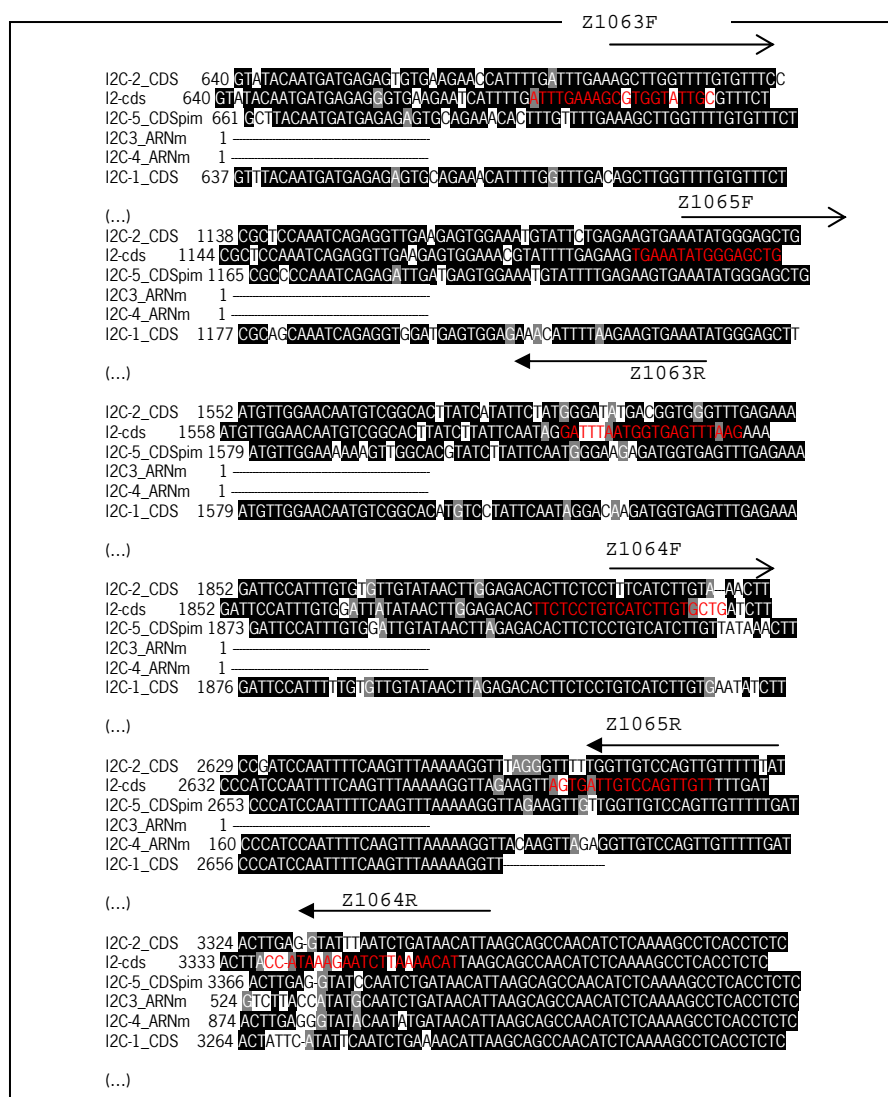 Z1063F
I2C-2_CDS 640 GTATACAATGATGAGAGTGTGAAGAACCATTTTGATTTGAAAGCTTGGTTTTGTGTTTCC
I2-cds 640 GTATACAATGATGAGAGGGTGAAGAATCATTTTGATTTGAAAGCGTGGTATTGCGTTTCT
I2C-5_CDSpim 661 GCTTACAATGATGAGAGAGTGCAGAAACACTTTGTTTTGAAAGCTTGGTTTTGTGTTTCT
I2C3_ARNm 1 ------------------------------------------------------------
I2C-4_ARNm 1 ------------------------------------------------------------
I2C-1_CDS 637 GTTTACAATGATGAGAGAGTGCAGAAACATTTTGGTTTGACAGCTTGGTTTTGTGTTTCT
Z1065F
(...)
I2C-2_CDS 1138 CGCTCCAAATCAGAGGTTGAAGAGTGGAAATGTATTCTGAGAAGTGAAATATGGGAGCTG
I2-cds 1144 CGCTCCAAATCAGAGGTTGAAGAGTGGAAACGTATTTTGAGAAGTGAAATATGGGAGCTG
I2C-5_CDSpim 1165 CGCCCCAAATCAGAGATTGATGAGTGGAAATGTATTTTGAGAAGTGAAATATGGGAGCTG
I2C3_ARNm 1 ------------------------------------------------------------
I2C-4_ARNm 1 ------------------------------------------------------------
I2C-1_CDS 1177 CGCAGCAAATCAGAGGTGGATGAGTGGAGAAACATTTTAAGAAGTGAAATATGGGAGCTT
(...)
Z1063R
I2C-2_CDS 1552 ATGTTGGAACAATGTCGGCACTTATCATATTCTATGGGATATGACGGTGGGTTTGAGAAA
I2-cds 1558 ATGTTGGAACAATGTCGGCACTTATCTTATTCAATAGGATTTAATGGTGAGTTTAAGAAA
I2C-5_CDSpim 1579 ATGTTGGAAAAAAGTTGGCACGTATCTTATTCAATGGGAAGAGATGGTGAGTTTGAGAAA
I2C3_ARNm 1 ------------------------------------------------------------
I2C-4_ARNm 1 ------------------------------------------------------------
I2C-1_CDS 1579 ATGTTGGAACAATGTCGGCACATGTCCTATTCAATAGGACAAGATGGTGAGTTTGAGAAA
(...)
Z1064F
I2C-2_CDS 1852 GATTCCATTTGTGTGTTGTATAACTTGGAGACACTTCTCCTTTCATCTTGTA--AACTT
I2-cds 1852 GATTCCATTTGTGGATTATATAACTTGGAGACACTTCTCCTGTCATCTTGTGCTGATCTT
I2C-5_CDSpim 1873 GATTCCATTTGTGGATTGTATAACTTAGAGACACTTCTCCTGTCATCTTGTTATAAACTT
I2C3_ARNm 1 ------------------------------------------------------------
I2C-4_ARNm 1 ------------------------------------------------------------
I2C-1_CDS 1876 GATTCCATTTTTGTGTTGTATAACTTAGAGACACTTCTCCTGTCATCTTGTGAATATCTT
(...)
Z1065R
I2C-2_CDS 2629 CCGATCCAATTTTCAAGTTTAAAAAGGTTTAGGGTTTTTGGTTGTCCAGTTGTTTTTTAT
I2-cds 2632 CCCATCCAATTTTCAAGTTTAAAAAGGTTAGAAGTTAGTGATTGTCCAGTTGTTTTTGAT
I2C-5_CDSpim 2653 CCCATCCAATTTTCAAGTTTAAAAAGGTTAGAAGTTGTTGGTTGTCCAGTTGTTTTTGAT
I2C3_ARNm 1 ------------------------------------------------------------
I2C-4_ARNm 160 CCCATCCAATTTTCAAGTTTAAAAAGGTTACAAGTTAGAGGTTGTCCAGTTGTTTTTGAT
I2C-1_CDS 2656 CCCATCCAATTTTCAAGTTTAAAAAGGTT------------------------------
(...)
Z1064R
I2C-2_CDS 3324 ACTTGAG-GTATTTAATCTGATAACATTAAGCAGCCAACATCTCAAAAGCCTCACCTCTC
I2-cds 3333 ACTTACC-ATAAAGAATCTTAAAACATTAAGCAGCCAACATCTCAAAAGCCTCACCTCTC
I2C-5_CDSpim 3366 ACTTGAG-GTATCCAATCTGATAACATTAAGCAGCCAACATCTCAAAAGCCTCACCTCTC
I2C3_ARNm 524 GTCTTACCATATGCAATCTGATAACATTAAGCAGCCAACATCTCAAAAGCCTCACCTCTC
I2C-4_ARNm 874 ACTTGAGGGTATACAATATGATAACATTAAGCAGCCAACATCTCAAAAGCCTCACCTCTC
I2C-1_CDS 3264 ACTATTC-ATATTCAATCTGAAAACATTAAGCAGCCAACATCTCAAAAGCCTCACCTCTC
(...)